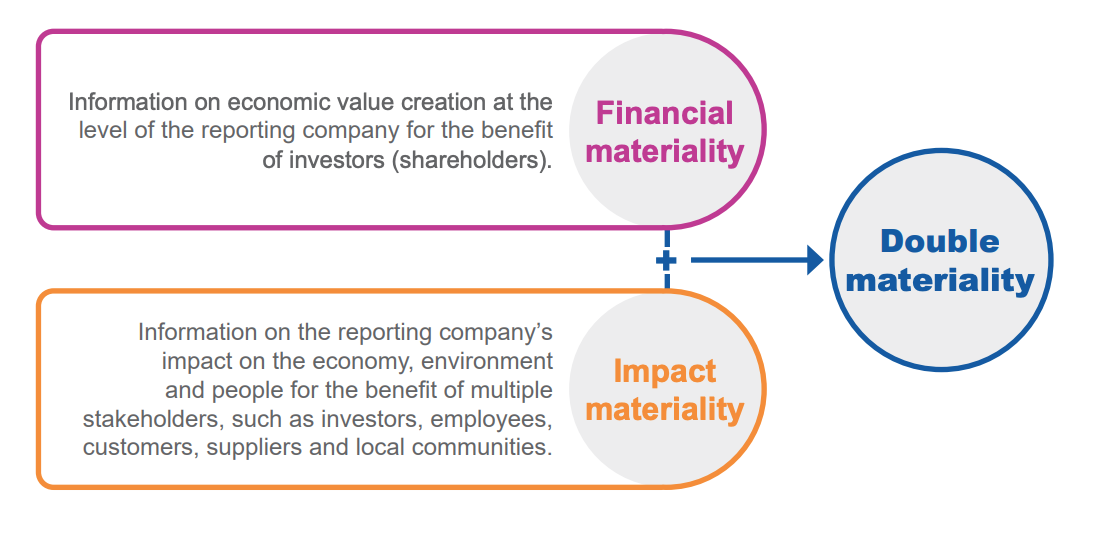 Information on economic value creation at the
level of the reporting company for the benefit
of investors (shareholders).
Financial
materiality
+
Double
materiality
Information on the reporting company’s
impact on the economy, environment
and people for the benefit of multiple
stakeholders, such as investors, employees,
customers, suppliers and local communities.
Impact
materiality